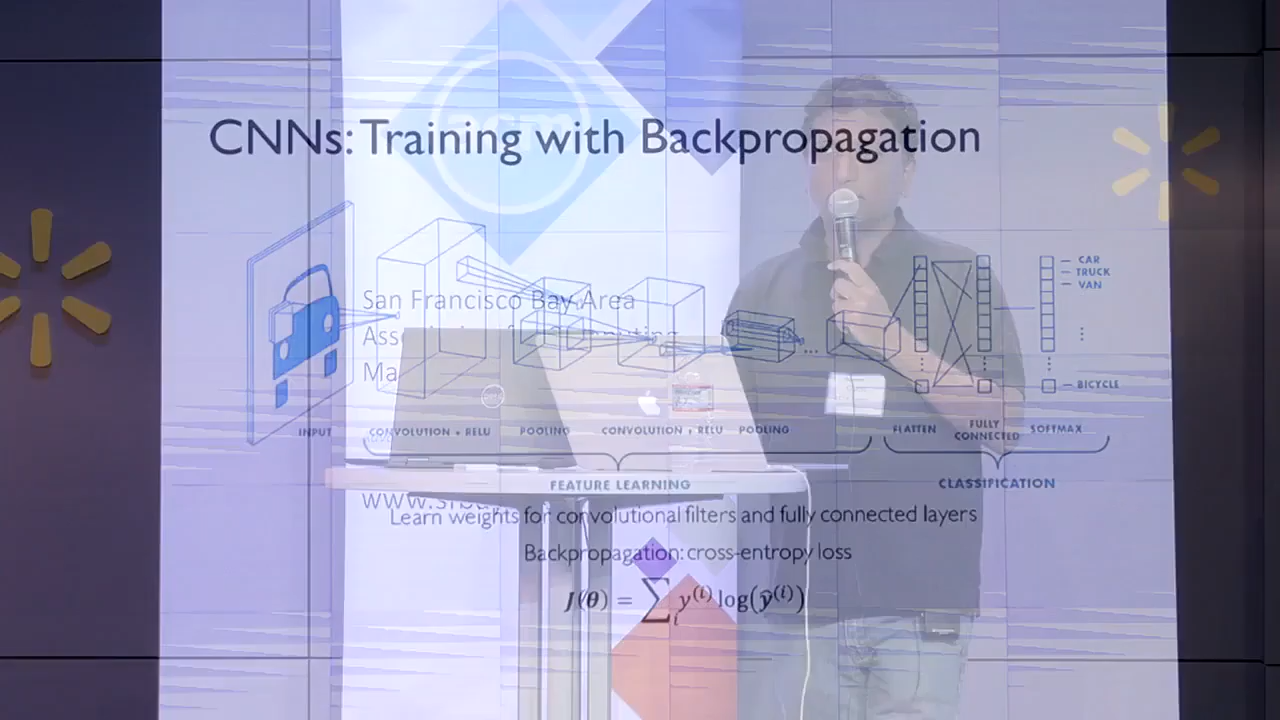 acm
CNNs: Training with Backpropagation
San Francisco Bay Area
CAR
TRUCK
VAN
BICYCLE
INPUT
CONVOLUTION + RELU
POOLING
CONVOLUTION + RELU
POOLING
FLATTEN
FULLY
CONNECTED
SOFTMAX
FEATURE LEARNING
CLASSIFICATION
Learn weights for convolutional filters and fully connected layers
Backpropagation: cross-entropy loss
J(θ) = ∑ᵢ y⁽ⁱ⁾ log(ŷ⁽ⁱ⁾)